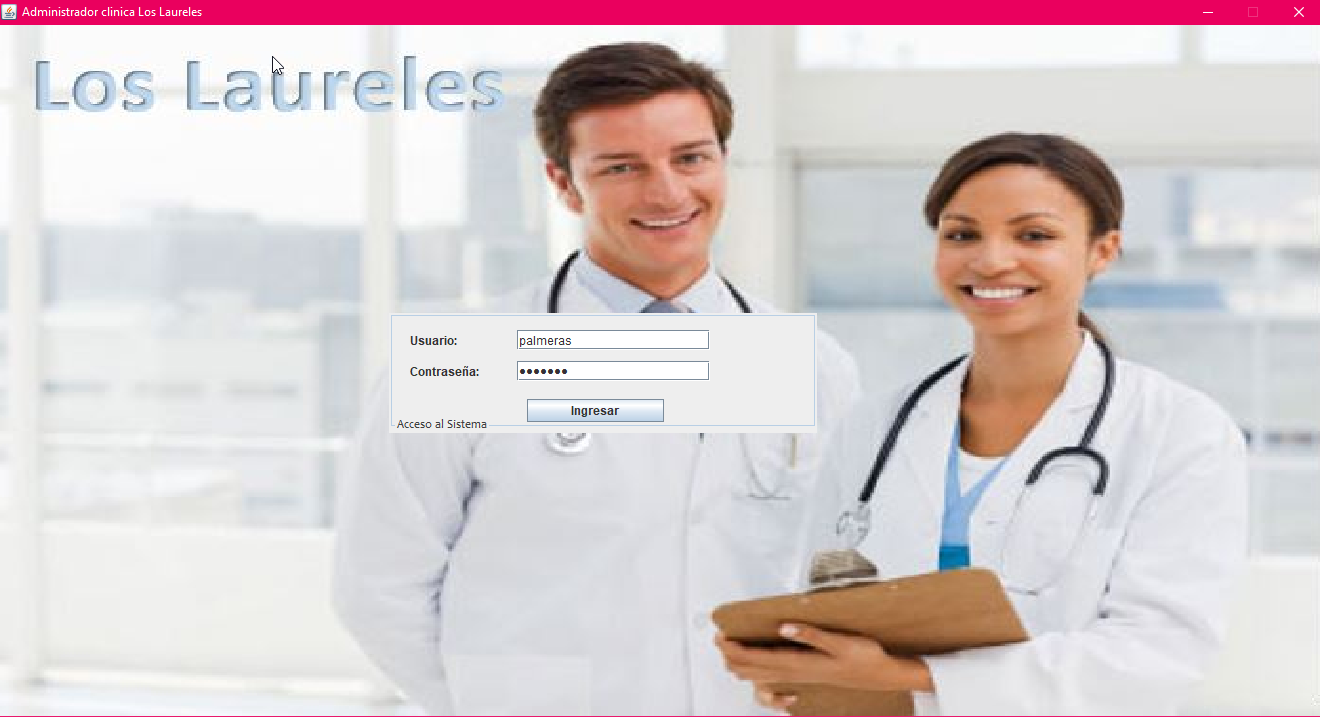 Administrador clinica Los Laureles
Los Laureles
Usuario:
palmeras
Contraseña:
•••••••
Ingresar
Acceso al Sistema